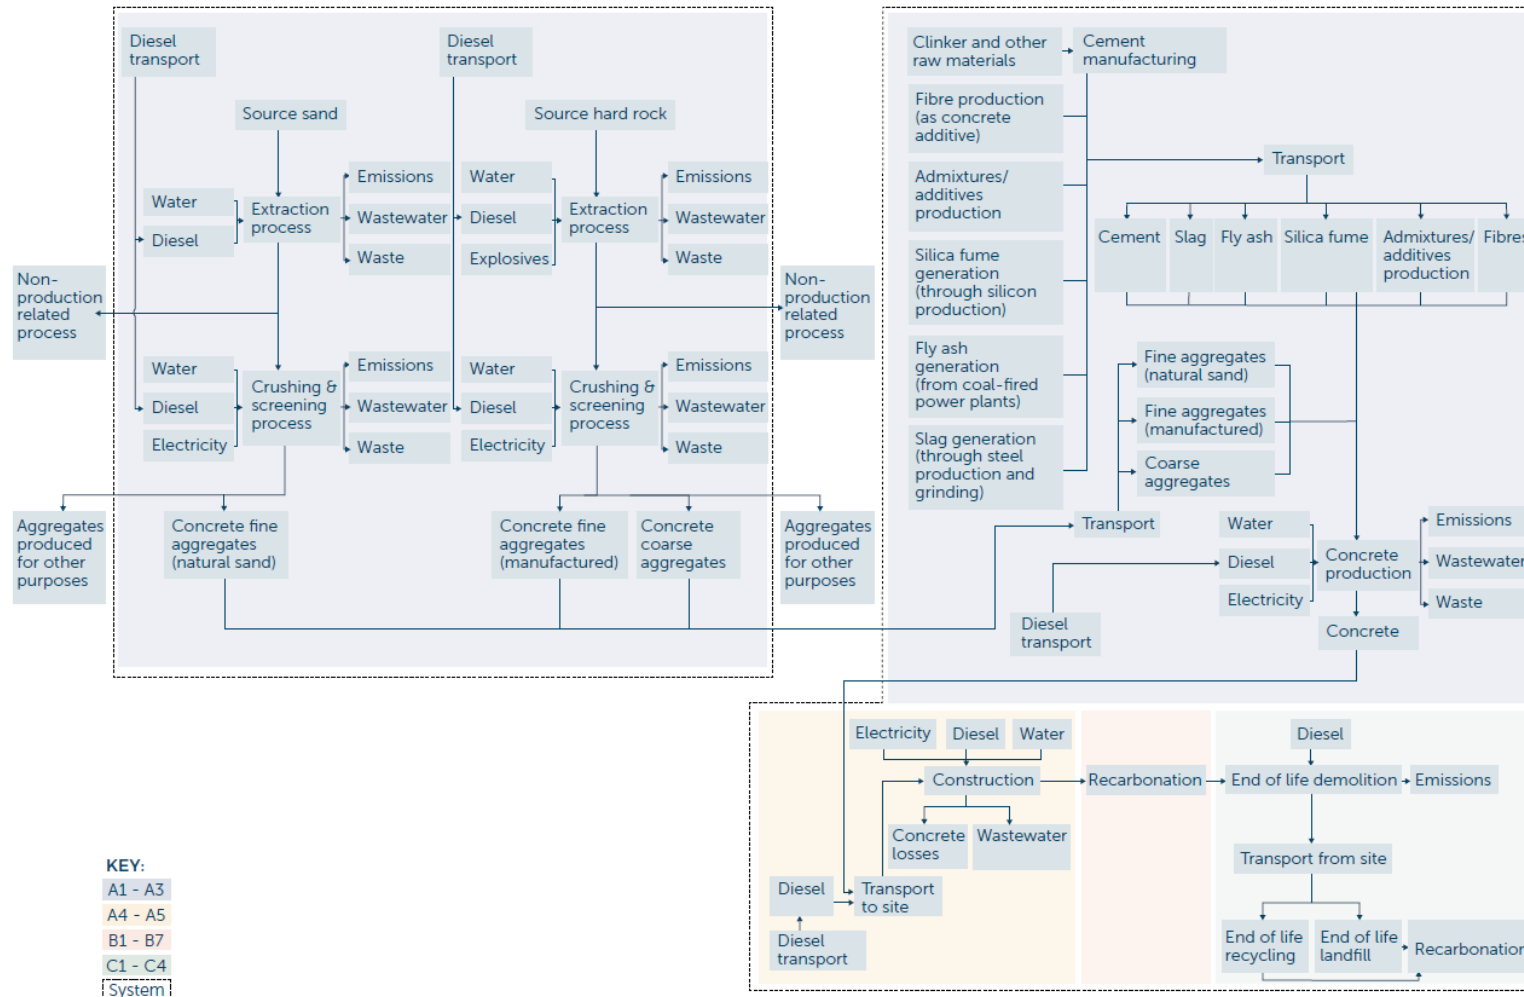 Diesel
transport
Diesel
transport
Source sand
Source hard rock
Water
Diesel
Extraction
process
Emissions
Wastewater
Waste
Water
Diesel
Explosives
Extraction
process
Emissions
Wastewater
Waste
Non-
production
related
process
Non-
production
related
process
Water
Diesel
Electricity
Crushing &
screening
process
Emissions
Wastewater
Waste
Water
Diesel
Electricity
Crushing &
screening
process
Emissions
Wastewater
Waste
Aggregates
produced
for other
purposes
Concrete fine
aggregates
(natural sand)
Concrete fine
aggregates
(manufactured)
Concrete
coarse
aggregates
Aggregates
produced
for other
purposes
Clinker and other
raw materials
Cement
manufacturing
Fibre production
(as concrete
additive)
Admixtures/
additives
production
Silica fume
generation
(through silicon
production)
Fly ash
generation
(from coal-fired
power plants)
Slag generation
(through steel
production and
grinding)
Transport
Cement
Slag
Fly ash
Silica fume
Admixtures/
additives
production
Fibres
Fine aggregates
(natural sand)
Fine aggregates
(manufactured)
Coarse
aggregates
Transport
Water
Diesel
Electricity
Concrete
production
Emissions
Wastewater
Waste
Diesel
transport
Concrete
Electricity
Diesel
Water
Construction
Concrete
losses
Wastewater
Diesel
Transport
to site
Diesel
transport
Recarbonation
Diesel
End of life demolition
Emissions
Transport from site
End of life
recycling
End of life
landfill
Recarbonation
KEY:
A1 - A3
A4 - A5
B1 - B7
C1 - C4
System